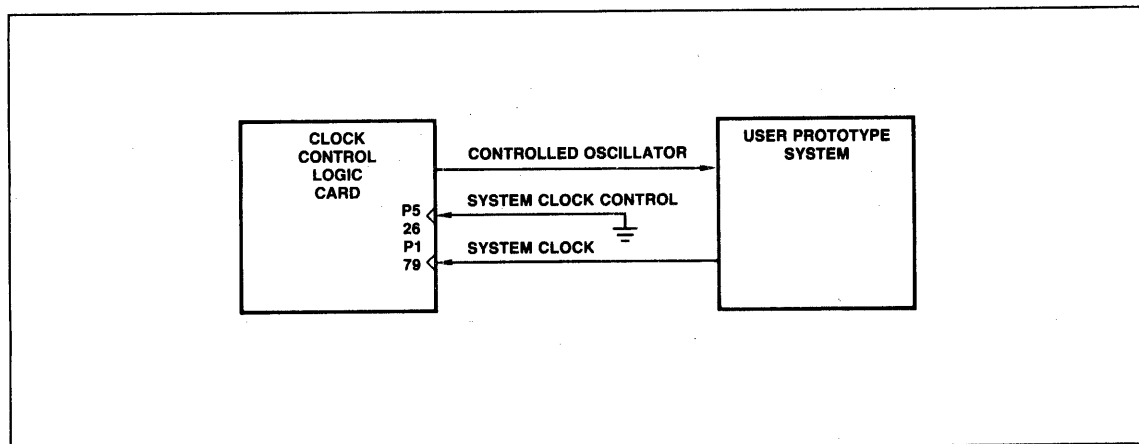 CLOCK
CONTROL
LOGIC
CARD
CONTROLLED OSCILLATOR
USER PROTOTYPE
SYSTEM
P5
26
SYSTEM CLOCK CONTROL
P1
79
SYSTEM CLOCK